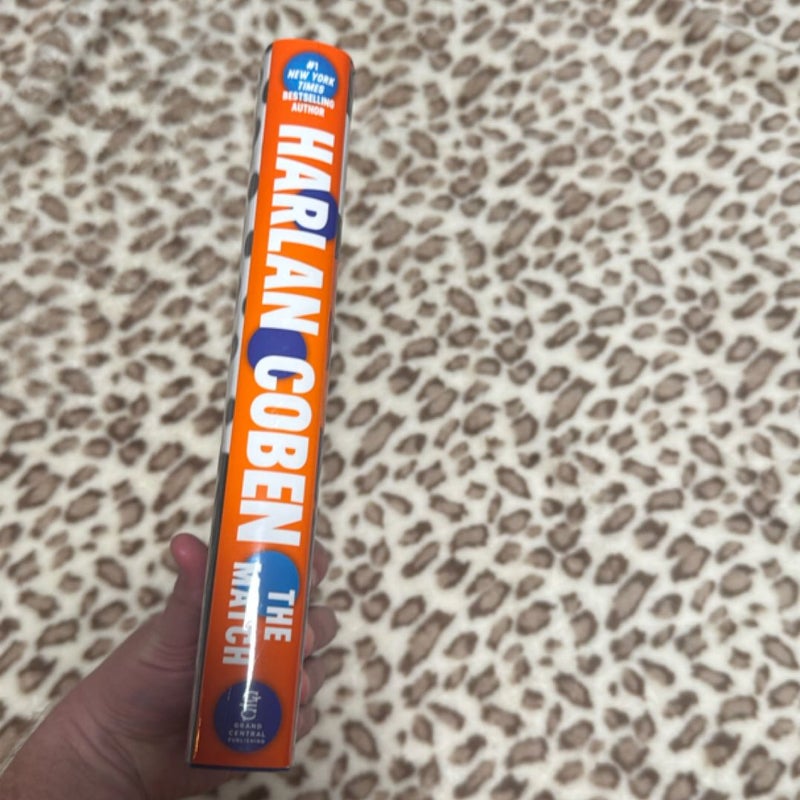 #1
NEW YORK
TIMES
BESTSELLING
AUTHOR
HARLAN COBEN
THE
MATCH
GRAND
CENTRAL
PUBLISHING